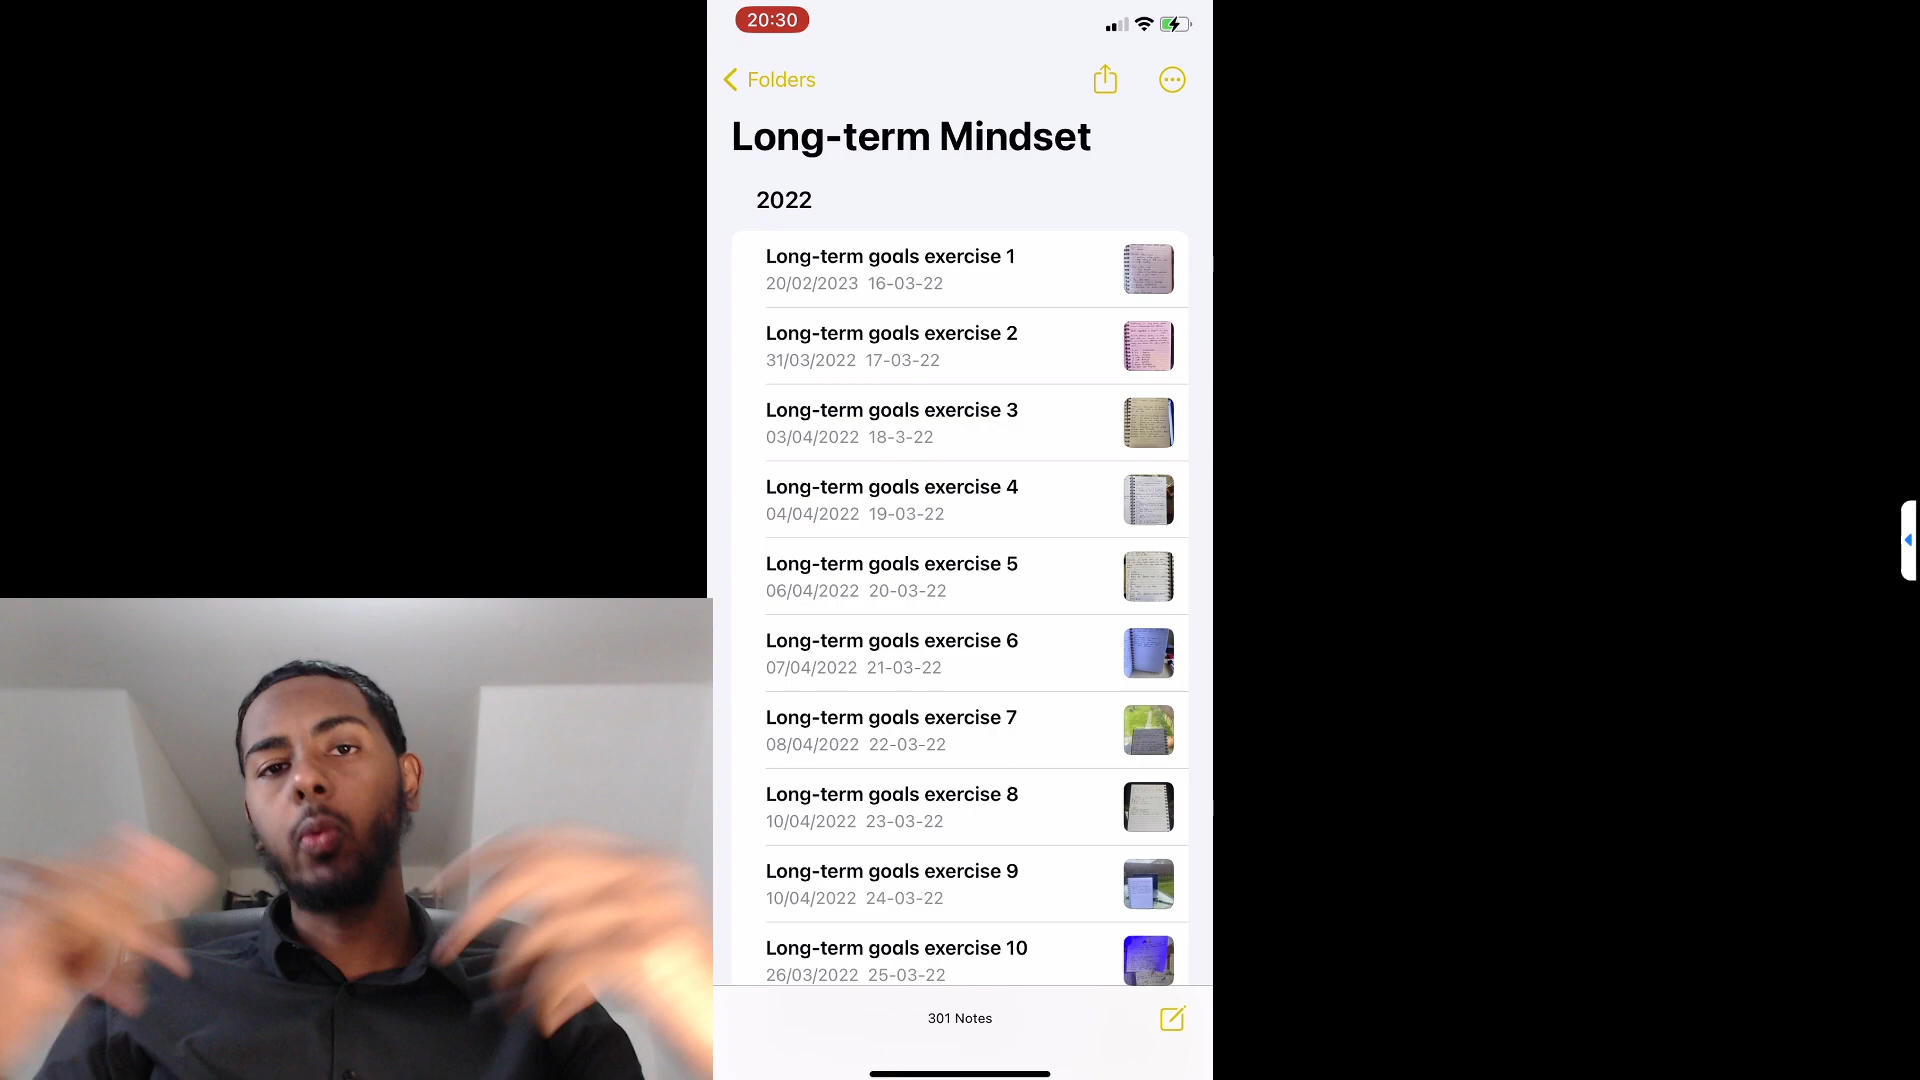 20:30
Folders
Long-term Mindset
2022
Long-term goals exercise 1
20/02/2023 16-03-22
Long-term goals exercise 2
31/03/2022 17-03-22
Long-term goals exercise 3
03/04/2022 18-3-22
Long-term goals exercise 4
04/04/2022 19-03-22
Long-term goals exercise 5
06/04/2022 20-03-22
Long-term goals exercise 6
07/04/2022 21-03-22
Long-term goals exercise 7
08/04/2022 22-03-22
Long-term goals exercise 8
10/04/2022 23-03-22
Long-term goals exercise 9
10/04/2022 24-03-22
Long-term goals exercise 10
26/03/2022 25-03-22
301 Notes